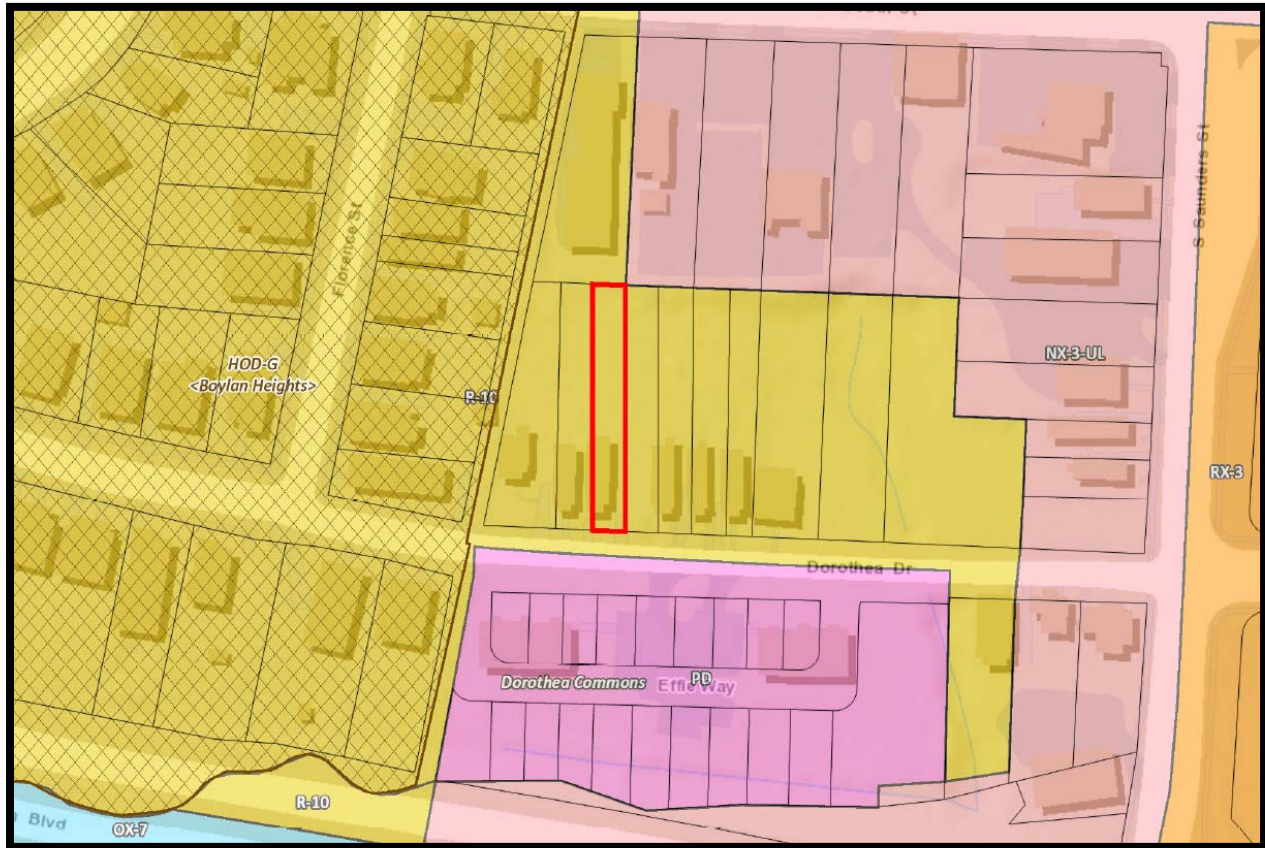 S Saunders St
Florence St
NX-3-UL
HOD-G
<Boylan Heights>
R-10
RX-3
Dorothea Dr
PD
Dorothea Commons
Effie Way
R-10
Blvd
OX-7